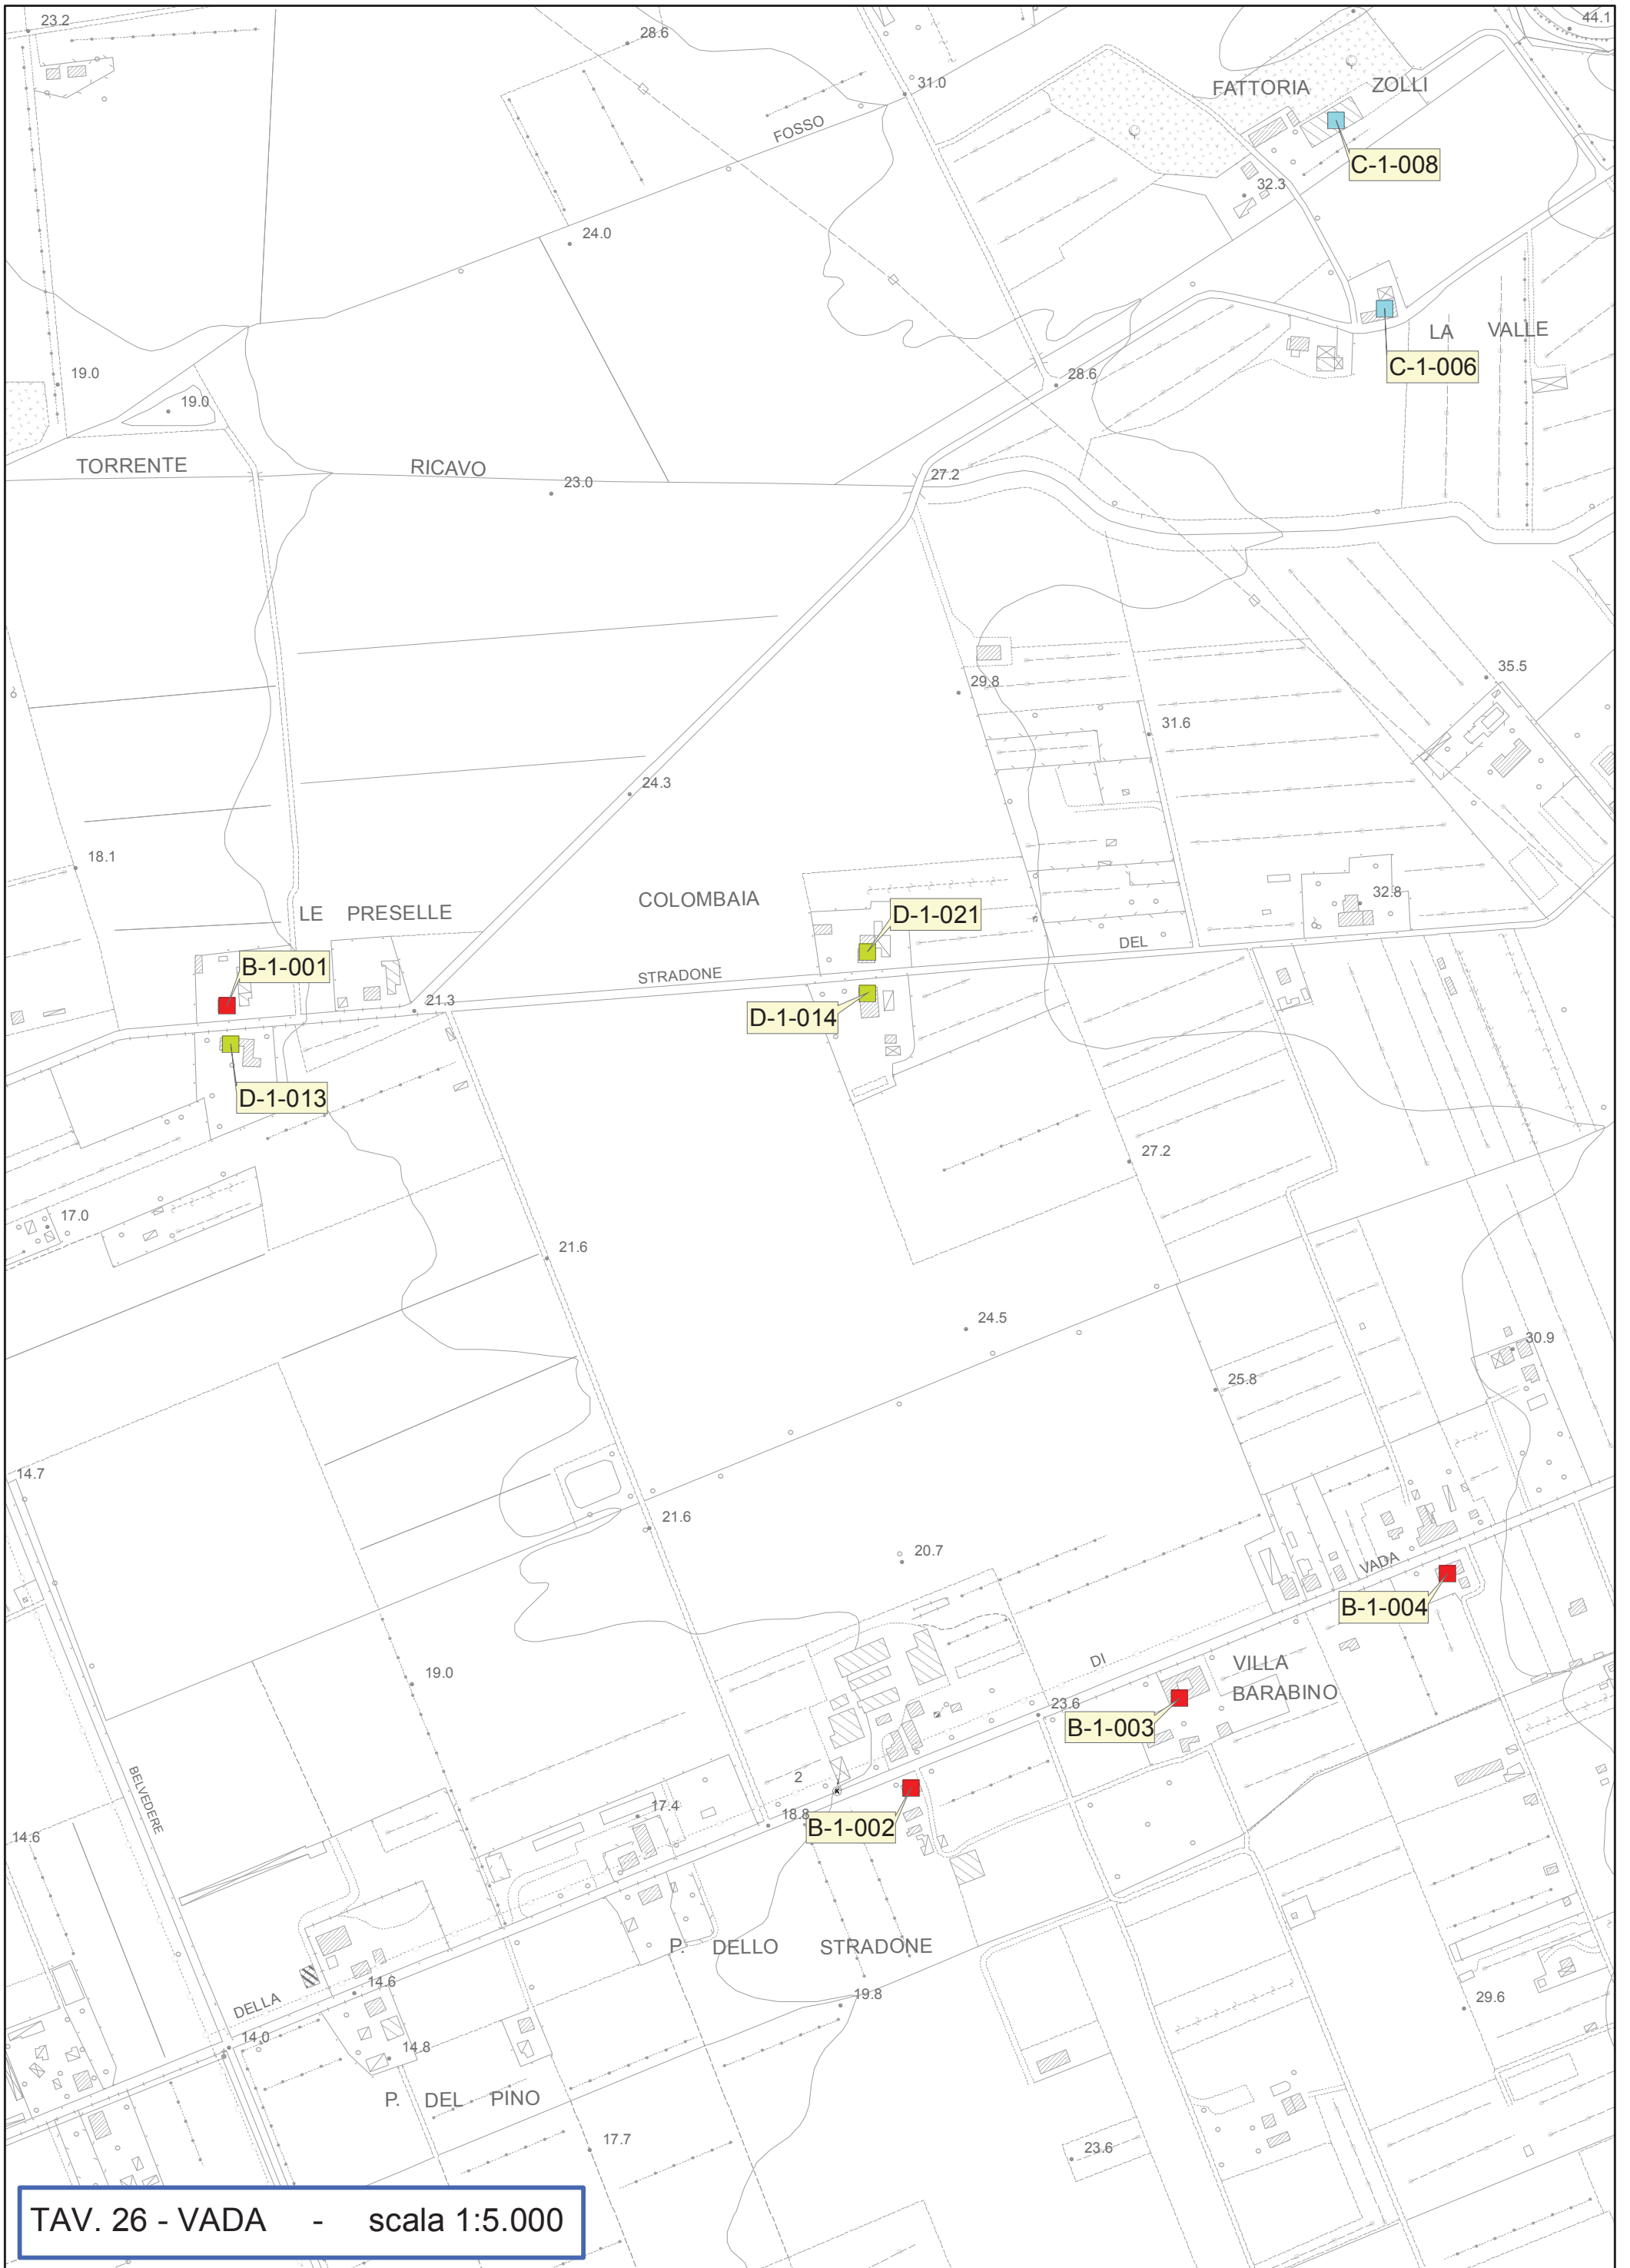 23.2
28.6
44.1
31.0
FATTORIA ZOLLI
FOSSO
C-1-008
32.3
24.0
LA VALLE
C-1-006
19.0
28.6
19.0
TORRENTE RICAVO
27.2
23.0
35.5
29.8
31.6
24.3
18.1
32.8
COLOMBAIA
LE PRESELLE
D-1-021
DEL
B-1-001
STRADONE
21.3
D-1-014
D-1-013
27.2
17.0
21.6
24.5
30.9
25.8
14.7
21.6
20.7
VADA
B-1-004
DI
VILLA
BARABINO
19.0
23.6
B-1-003
2
BELVEDERE
17.4
18.8
B-1-002
14.6
P. DELLO STRADONE
14.6
19.8
DELLA
29.6
14.0
14.8
P. DEL PINO
17.7
23.6
TAV. 26 - VADA - scala 1:5.000